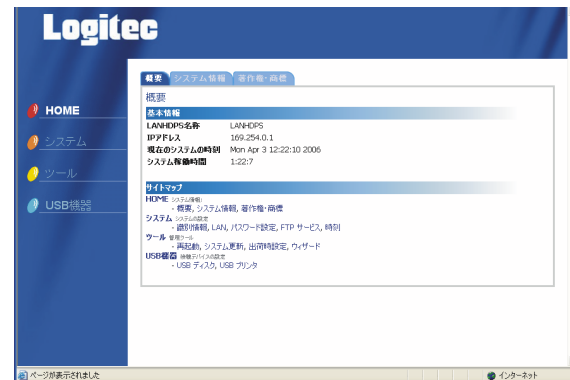 Logitec
HOME
システム
ツール
USB機器
概要 システム情報 著作権・商標
概要
基本情報
LANHDPS名称 LANHDPS
IPアドレス 169.254.0.1
現在のシステムの時刻 Mon Apr 3 12:22:10 2006
システム稼働時間 1:22:7
サイトマップ
HOME システム情報
- 概要, システム情報, 著作権・商標
システム システムの設定
- 識別情報, LAN, パスワード設定, FTP サービス, 時刻
ツール 管理ツール
- 再起動, システム更新, 出荷時設定, ウィザード
USB機器 接続デバイスの設定
- USB ディスク, USB プリンタ
ページが表示されました
インターネット